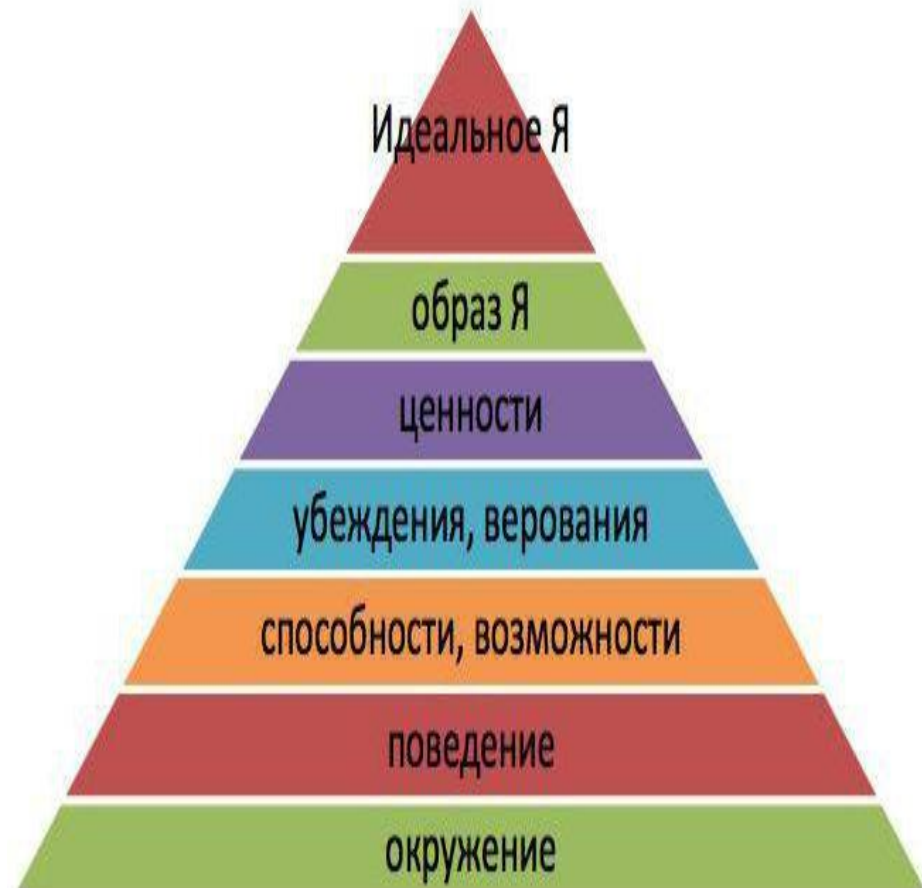 Идеальное Я
образ Я
ценности
убеждения, верования
способности, возможности
поведение
окружение